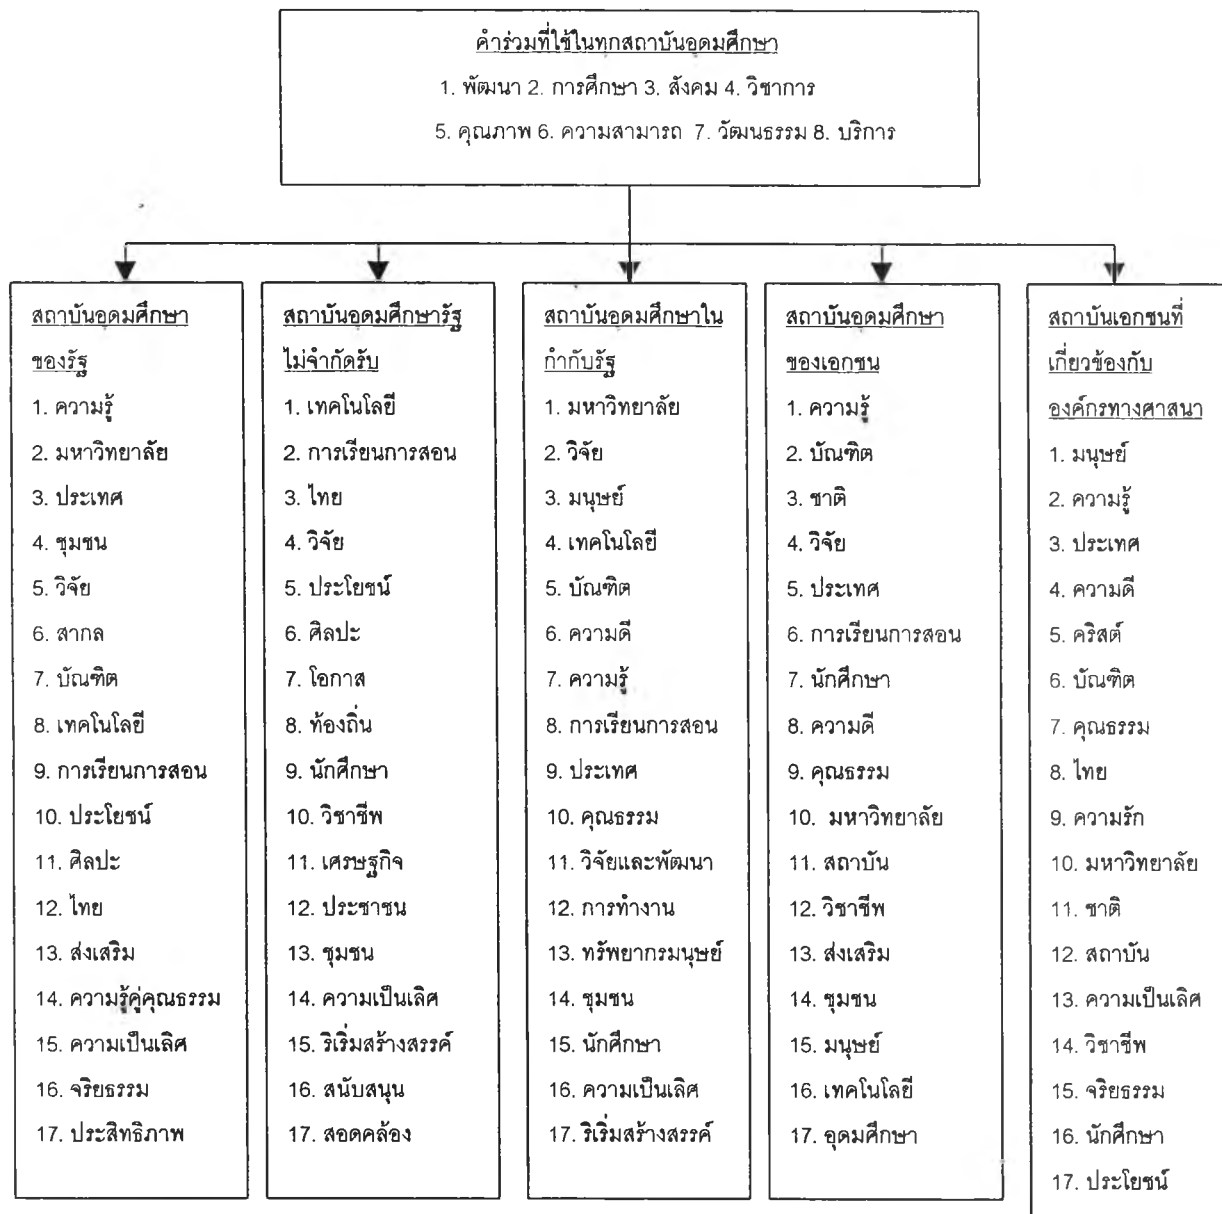 คำร่วมที่ใช้ในทุกสถาบันอุดมศึกษา
1. พัฒนา 2. การศึกษา 3. สังคม 4. วิชาการ
5. คุณภาพ 6. ความสามารถ 7. วัฒนธรรม 8. บริการ
สถาบันอุดมศึกษา
ของรัฐ
1. ความรู้
2. มหาวิทยาลัย
3. ประเทศ
4. ชุมชน
5. วิจัย
6. สากล
7. บัณฑิต
8. เทคโนโลยี
9. การเรียนการสอน
10. ประโยชน์
11. ศิลปะ
12. ไทย
13. ส่งเสริม
14. ความรู้คู่คุณธรรม
15. ความเป็นเลิศ
16. จริยธรรม
17. ประสิทธิภาพ
สถาบันอุดมศึกษารัฐ
ไม่จำกัดรับ
1. เทคโนโลยี
2. การเรียนการสอน
3. ไทย
4. วิจัย
5. ประโยชน์
6. ศิลปะ
7. โอกาส
8. ท้องถิ่น
9. นักศึกษา
10. วิชาชีพ
11. เศรษฐกิจ
12. ประชาชน
13. ชุมชน
14. ความเป็นเลิศ
15. ริเริ่มสร้างสรรค์
16. สนับสนุน
17. สอดคล้อง
สถาบันอุดมศึกษาใน
กำกับรัฐ
1. มหาวิทยาลัย
2. วิจัย
3. มนุษย์
4. เทคโนโลยี
5. บัณฑิต
6. ความดี
7. ความรู้
8. การเรียนการสอน
9. ประเทศ
10. คุณธรรม
11. วิจัยและพัฒนา
12. การทำงาน
13. ทรัพยากรมนุษย์
14. ชุมชน
15. นักศึกษา
16. ความเป็นเลิศ
17. ริเริ่มสร้างสรรค์
สถาบันอุดมศึกษา
ของเอกชน
1. ความรู้
2. บัณฑิต
3. ชาติ
4. วิจัย
5. ประเทศ
6. การเรียนการสอน
7. นักศึกษา
8. ความดี
9. คุณธรรม
10. มหาวิทยาลัย
11. สถาบัน
12. วิชาชีพ
13. ส่งเสริม
14. ชุมชน
15. มนุษย์
16. เทคโนโลยี
17. อุดมศึกษา
สถาบันเอกชนที่
เกี่ยวข้องกับ
องค์กรทางศาสนา
1. มนุษย์
2. ความรู้
3. ประเทศ
4. ความดี
5. คริสต์
6. บัณฑิต
7. คุณธรรม
8. ไทย
9. ความรัก
10. มหาวิทยาลัย
11. ชาติ
12. สถาบัน
13. ความเป็นเลิศ
14. วิชาชีพ
15. จริยธรรม
16. นักศึกษา
17. ประโยชน์